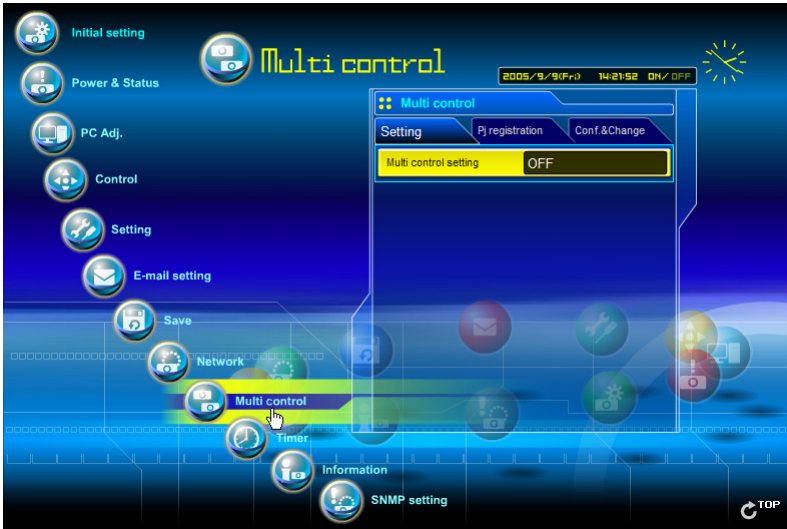 Initial setting
Multi control
Power & Status
2005/9/9(Fri) 14:21:52 ON/OFF
Multi control
PC Adj.
Setting Pj registration Conf.&Change
Multi control setting OFF
Control
Setting
E-mail setting
Save
Network
Multi control
Timer
Information
SNMP setting
TOP